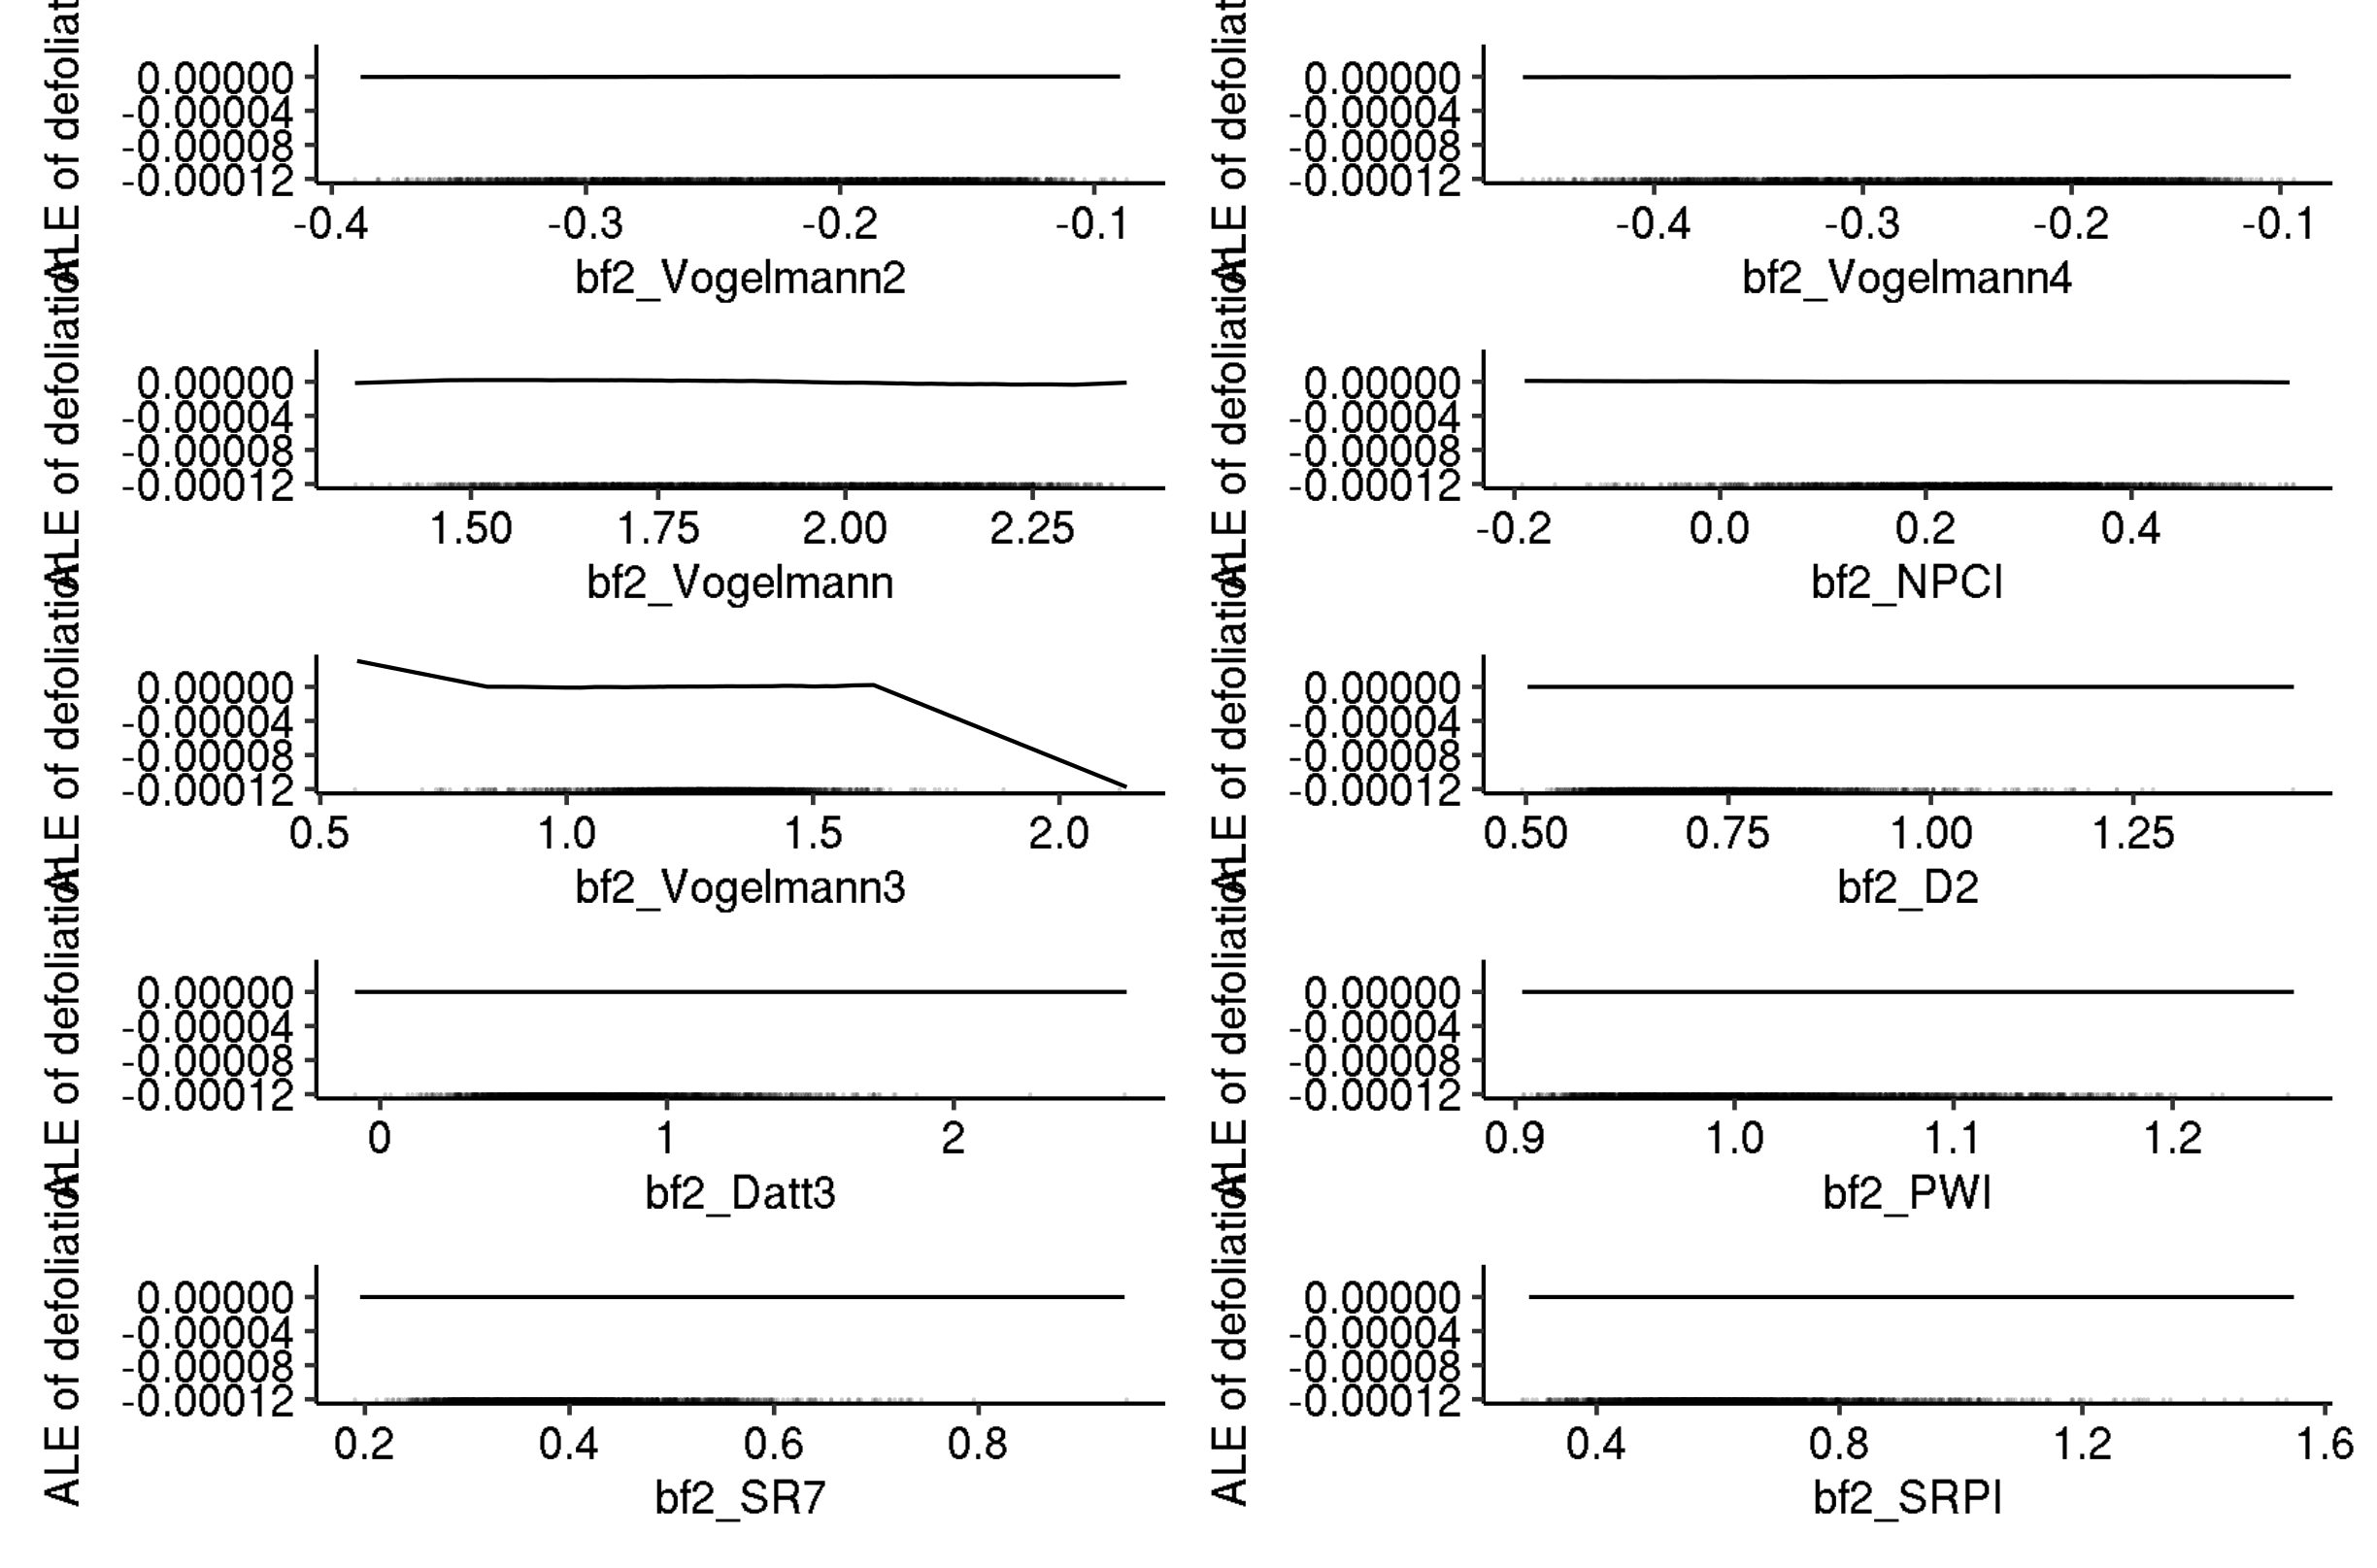 ALE of defoliat
0.00000
-0.00004
-0.00008
-0.00012
-0.4 -0.3 -0.2 -0.1
bf2_Vogelmann2
ALE of defoliat
0.00000
-0.00004
-0.00008
-0.00012
-0.4 -0.3 -0.2 -0.1
bf2_Vogelmann4
ALE of defoliation
0.00000
-0.00004
-0.00008
-0.00012
1.50 1.75 2.00 2.25
bf2_Vogelmann
ALE of defoliation
0.00000
-0.00004
-0.00008
-0.00012
-0.2 0.0 0.2 0.4
bf2_NPCI
ALE of defoliation
0.00000
-0.00004
-0.00008
-0.00012
0.5 1.0 1.5 2.0
bf2_Vogelmann3
ALE of defoliation
0.00000
-0.00004
-0.00008
-0.00012
0.50 0.75 1.00 1.25
bf2_D2
ALE of defoliation
0.00000
-0.00004
-0.00008
-0.00012
0 1 2
bf2_Datt3
ALE of defoliation
0.00000
-0.00004
-0.00008
-0.00012
0.9 1.0 1.1 1.2
bf2_PWI
ALE of defoliation
0.00000
-0.00004
-0.00008
-0.00012
0.2 0.4 0.6 0.8
bf2_SR7
ALE of defoliation
0.00000
-0.00004
-0.00008
-0.00012
0.4 0.8 1.2 1.6
bf2_SRPI